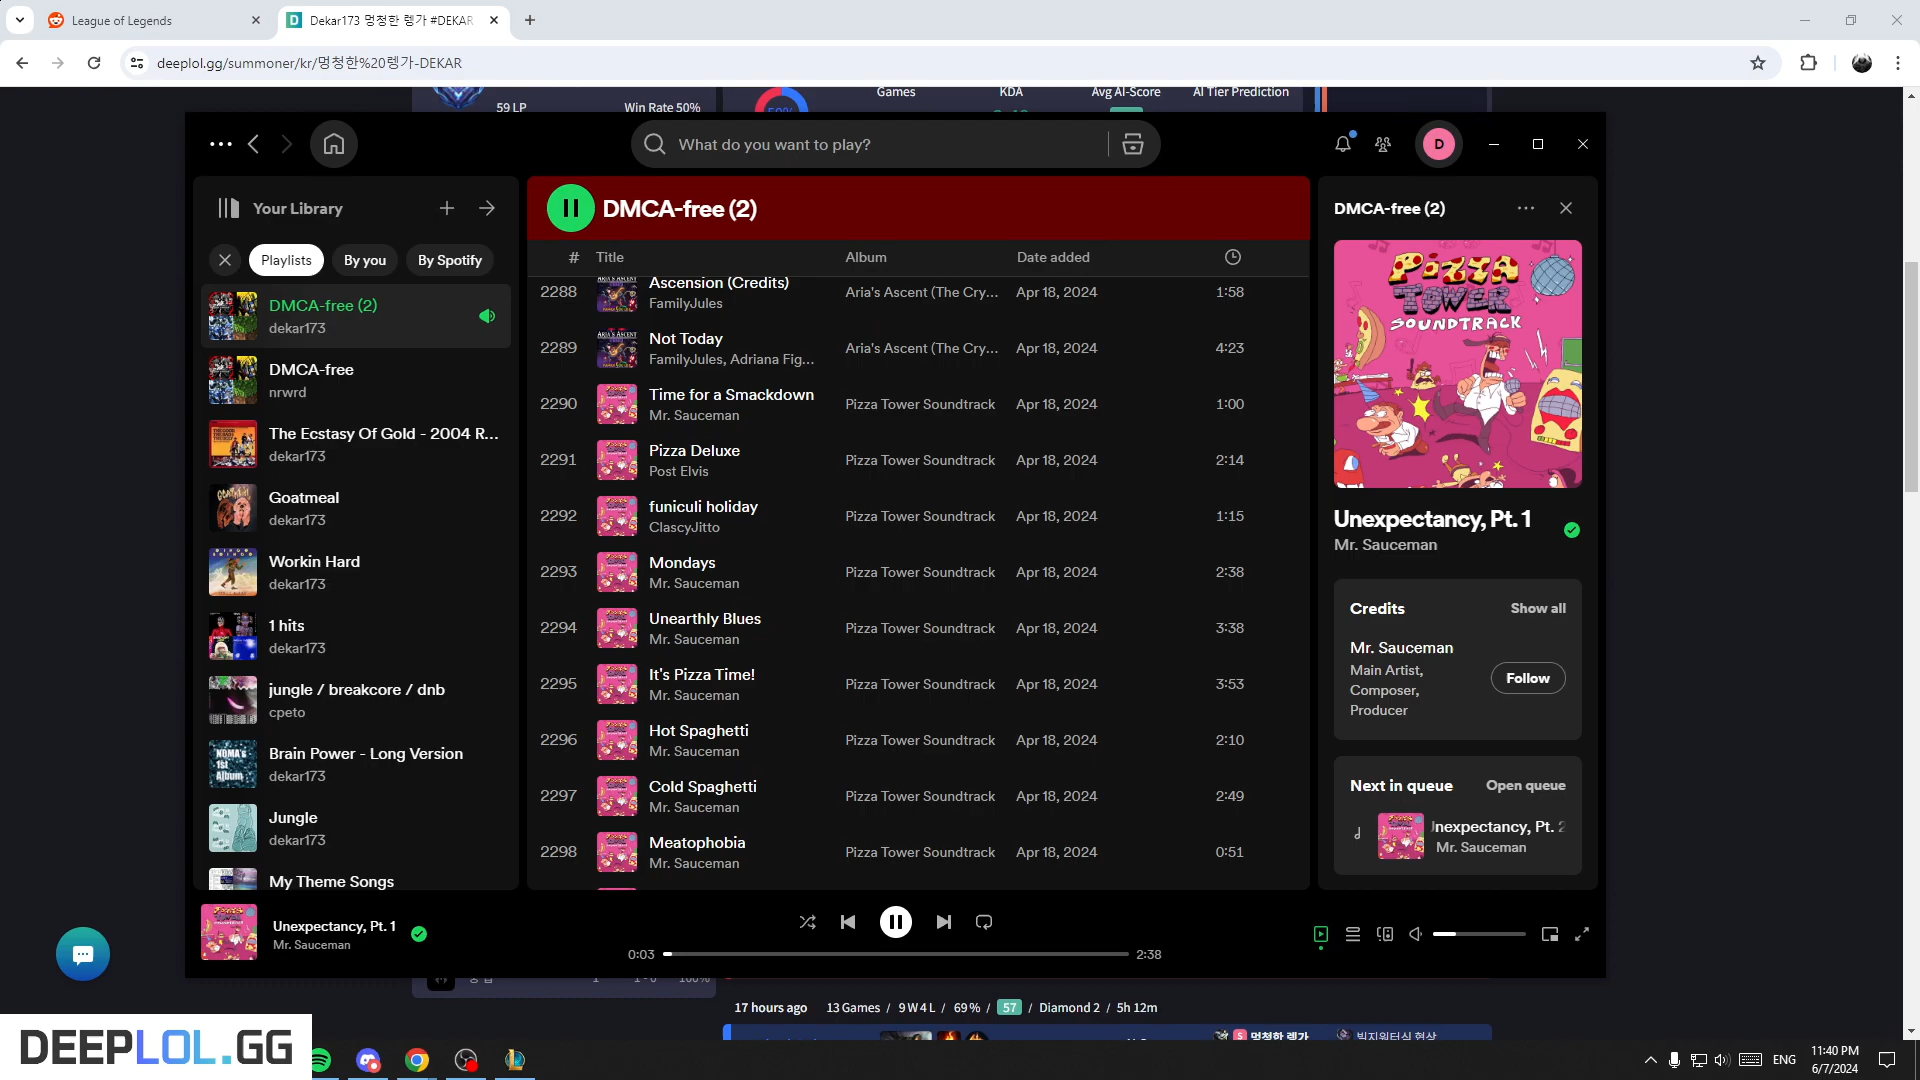 League of Legends
Dekar173 멍청한 렝가 #DEKAR
deeplol.gg/summoner/kr/멍청한%20렝가-DEKAR
59 LP
Win Rate 50%
Games
KDA
Avg AI-Score
AI Tier Prediction
What do you want to play?
D
Your Library
Playlists
By you
By Spotify
DMCA-free (2)
dekar173
DMCA-free
nrwrd
The Ecstasy Of Gold - 2004 R...
dekar173
Goatmeal
dekar173
Workin Hard
dekar173
1 hits
dekar173
jungle / breakcore / dnb
cpeto
Brain Power - Long Version
dekar173
Jungle
dekar173
My Theme Songs
DMCA-free (2)
# Title Album Date added
2288 Ascension (Credits) Aria's Ascent (The Cry... Apr 18, 2024 1:58
FamilyJules
2289 Not Today Aria's Ascent (The Cry... Apr 18, 2024 4:23
FamilyJules, Adriana Fig...
2290 Time for a Smackdown Pizza Tower Soundtrack Apr 18, 2024 1:00
Mr. Sauceman
2291 Pizza Deluxe Pizza Tower Soundtrack Apr 18, 2024 2:14
Post Elvis
2292 funiculi holiday Pizza Tower Soundtrack Apr 18, 2024 1:15
ClascyJitto
2293 Mondays Pizza Tower Soundtrack Apr 18, 2024 2:38
Mr. Sauceman
2294 Unearthly Blues Pizza Tower Soundtrack Apr 18, 2024 3:38
Mr. Sauceman
2295 It's Pizza Time! Pizza Tower Soundtrack Apr 18, 2024 3:53
Mr. Sauceman
2296 Hot Spaghetti Pizza Tower Soundtrack Apr 18, 2024 2:10
Mr. Sauceman
2297 Cold Spaghetti Pizza Tower Soundtrack Apr 18, 2024 2:49
Mr. Sauceman
2298 Meatophobia Pizza Tower Soundtrack Apr 18, 2024 0:51
Mr. Sauceman
DMCA-free (2)
PIZZA
TOWER
SOUNDTRACK
Unexpectancy, Pt. 1
Mr. Sauceman
Credits
Show all
Mr. Sauceman
Main Artist,
Composer,
Producer
Follow
Next in queue
Open queue
Unexpectancy, Pt. 2
Mr. Sauceman
Unexpectancy, Pt. 1
Mr. Sauceman
0:03
2:38
17 hours ago 13 Games / 9 W 4 L / 69 % / 57 / Diamond 2 / 5h 12m
S 멍청한 렝가
DEEPLOL.GG
ENG
11:40 PM
6/7/2024